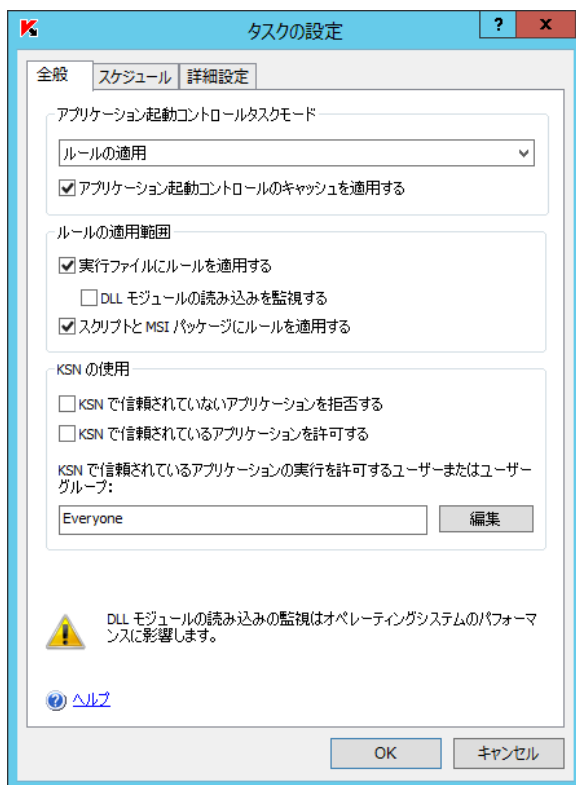 タスクの設定
?
x
全般
スケジュール
詳細設定
アプリケーション起動コントロールタスクモード
ルールの適用
アプリケーション起動コントロールのキャッシュを適用する
ルールの適用範囲
実行ファイルにルールを適用する
DLL モジュールの読み込みを監視する
スクリプトと MSI パッケージにルールを適用する
KSN の使用
KSN で信頼されていないアプリケーションを拒否する
KSN で信頼されているアプリケーションを許可する
KSN で信頼されているアプリケーションの実行を許可するユーザーまたはユーザー
グループ:
Everyone
編集
DLL モジュールの読み込みの監視はオペレーティングシステムのパフォーマ
ンスに影響します。
ヘルプ
OK
キャンセル